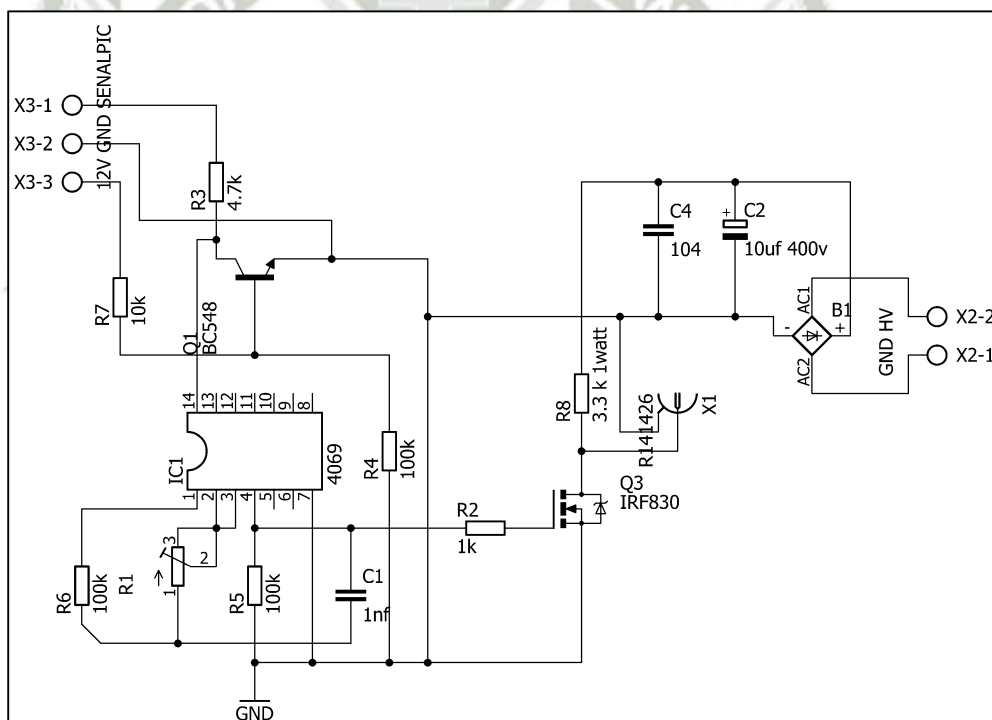 X3-1
X3-2
X3-3
12V GND SENALPIC
R3
4.7k
R7
10k
Q1
BC548
14
13
12
11
10
9
8
IC1
4069
1
2
3
4
5
6
7
R4
100k
R6
100k
R1
3
2
1
R5
100k
C1
1nf
GND
R2
1k
Q3
IRF830
R8
3.3 k 1watt
R141426
X1
C4
104
+
C2
10uf 400v
AC1
B1
-
+
AC2
GND HV
X2-2
X2-1